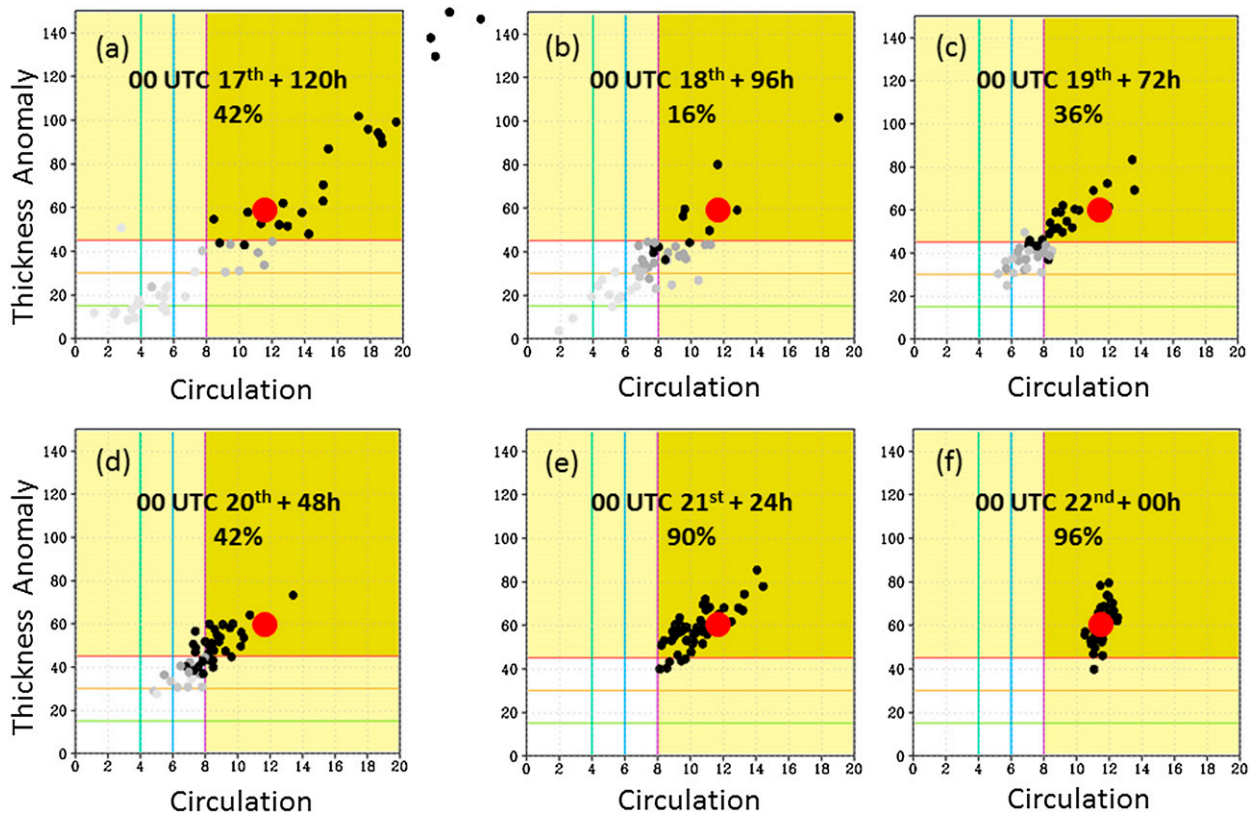 (a)
00 UTC 17th + 120h
42%
Thickness Anomaly
140
120
100
80
60
40
20
0
0 2 4 6 8 10 12 14 16 18 20
Circulation
(b)
00 UTC 18th + 96h
16%
140
120
100
80
60
40
20
0
0 2 4 6 8 10 12 14 16 18 20
Circulation
(c)
00 UTC 19th + 72h
36%
140
120
100
80
60
40
20
0
0 2 4 6 8 10 12 14 16 18 20
Circulation
(d)
00 UTC 20th + 48h
42%
Thickness Anomaly
140
120
100
80
60
40
20
0
0 2 4 6 8 10 12 14 16 18 20
Circulation
(e)
00 UTC 21st + 24h
90%
140
120
100
80
60
40
20
0
0 2 4 6 8 10 12 14 16 18 20
Circulation
(f)
00 UTC 22nd + 00h
96%
140
120
100
80
60
40
20
0
0 2 4 6 8 10 12 14 16 18 20
Circulation